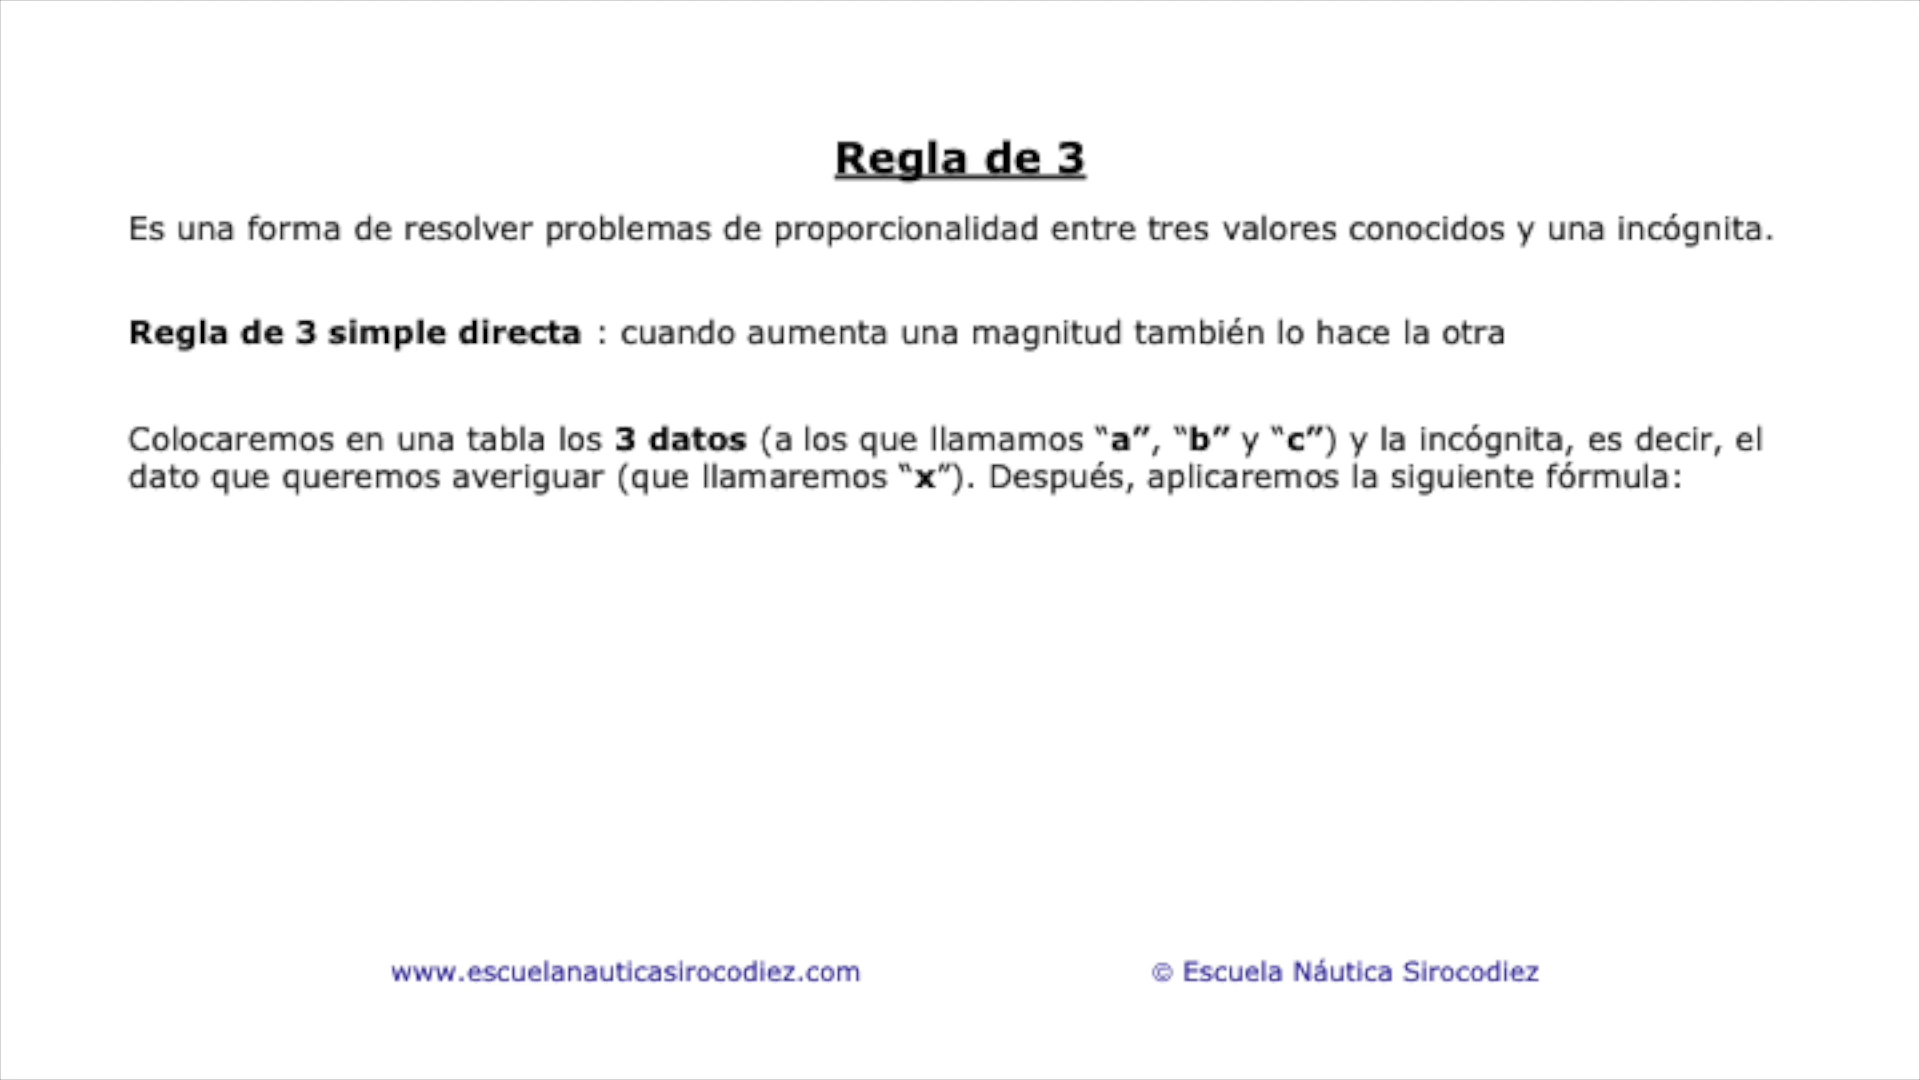 Regla de 3
Es una forma de resolver problemas de proporcionalidad entre tres valores conocidos y una incógnita.
Regla de 3 simple directa : cuando aumenta una magnitud también lo hace la otra
Colocaremos en una tabla los 3 datos (a los que llamamos “a”, “b” y “c”) y la incógnita, es decir, el
dato que queremos averiguar (que llamaremos “x”). Después, aplicaremos la siguiente fórmula:
www.escuelanauticasirocodiez.com
© Escuela Náutica Sirocodiez